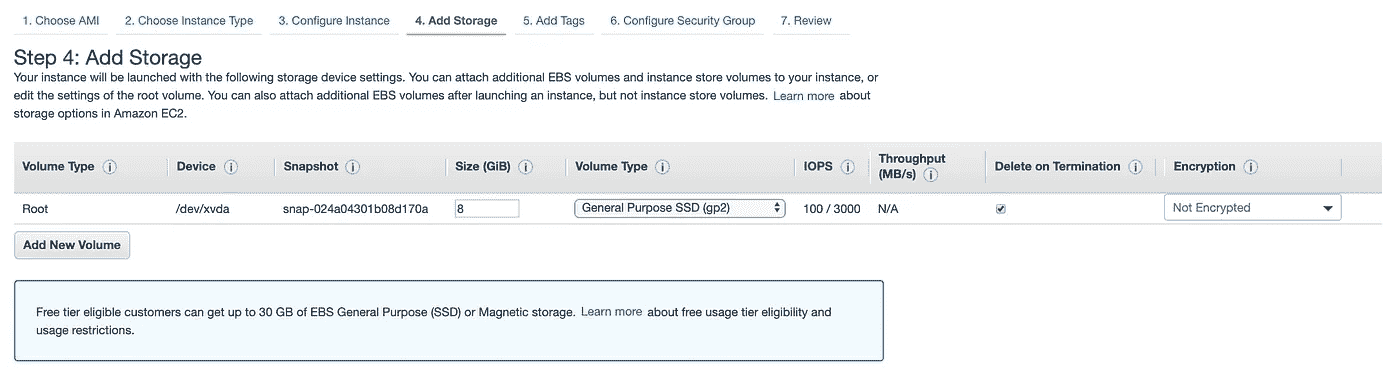 1. Choose AMI 2. Choose Instance Type 3. Configure Instance 4. Add Storage 5. Add Tags 6. Configure Security Group 7. Review
Step 4: Add Storage
Your instance will be launched with the following storage device settings. You can attach additional EBS volumes and instance store volumes to your instance, or
edit the settings of the root volume. You can also attach additional EBS volumes after launching an instance, but not instance store volumes. Learn more about
storage options in Amazon EC2.
Volume Type i Device i Snapshot i Size (GiB) i Volume Type i IOPS i Throughput (MB/s) i Delete on Termination i Encryption i
Root /dev/xvda snap-024a04301b08d170a 8 General Purpose SSD (gp2) 100 / 3000 N/A Not Encrypted
Add New Volume
Free tier eligible customers can get up to 30 GB of EBS General Purpose (SSD) or Magnetic storage. Learn more about free usage tier eligibility and
usage restrictions.